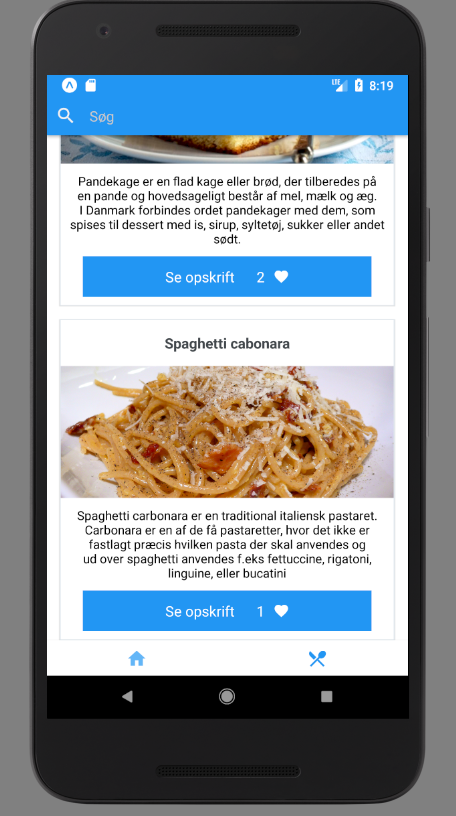 LTE 8:19
Søg
Pandekage er en flad kage eller brød, der tilberedes på
en pande og hovedsageligt består af mel, mælk og æg.
I Danmark forbindes ordet pandekager med dem, som
spises til dessert med is, sirup, syltetøj, sukker eller andet
sødt.
Se opskrift 2
Spaghetti cabonara
Spaghetti carbonara er en traditional italiensk pastaret.
Carbonara er en af de få pastaretter, hvor det ikke er
fastlagt præcis hvilken pasta der skal anvendes og
ud over spaghetti anvendes f.eks fettuccine, rigatoni,
linguine, eller bucatini
Se opskrift 1